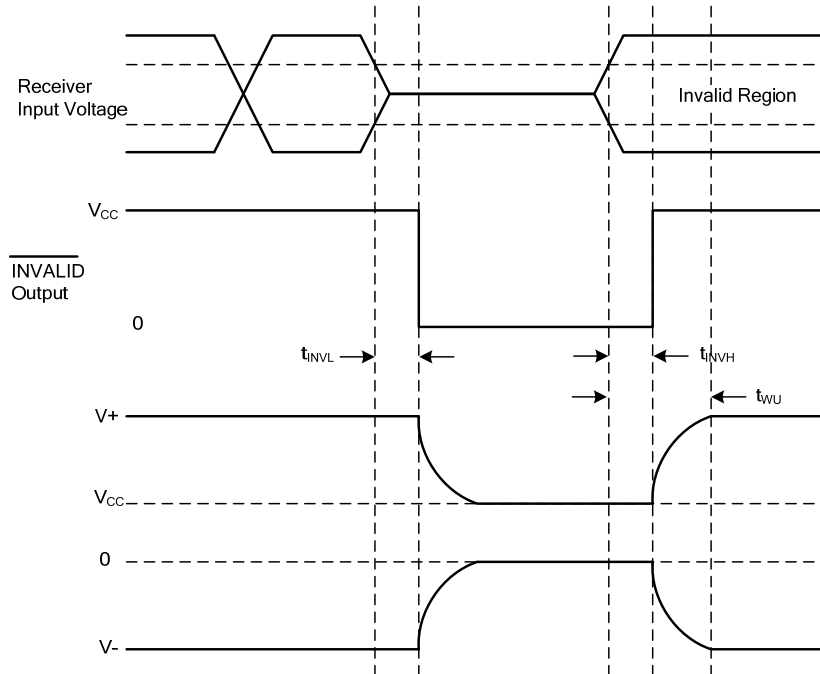 Receiver
Input Voltage
Invalid Region
VCC
INVALID
Output
0
tINVL
tINVH
tWU
V+
VCC
0
V-